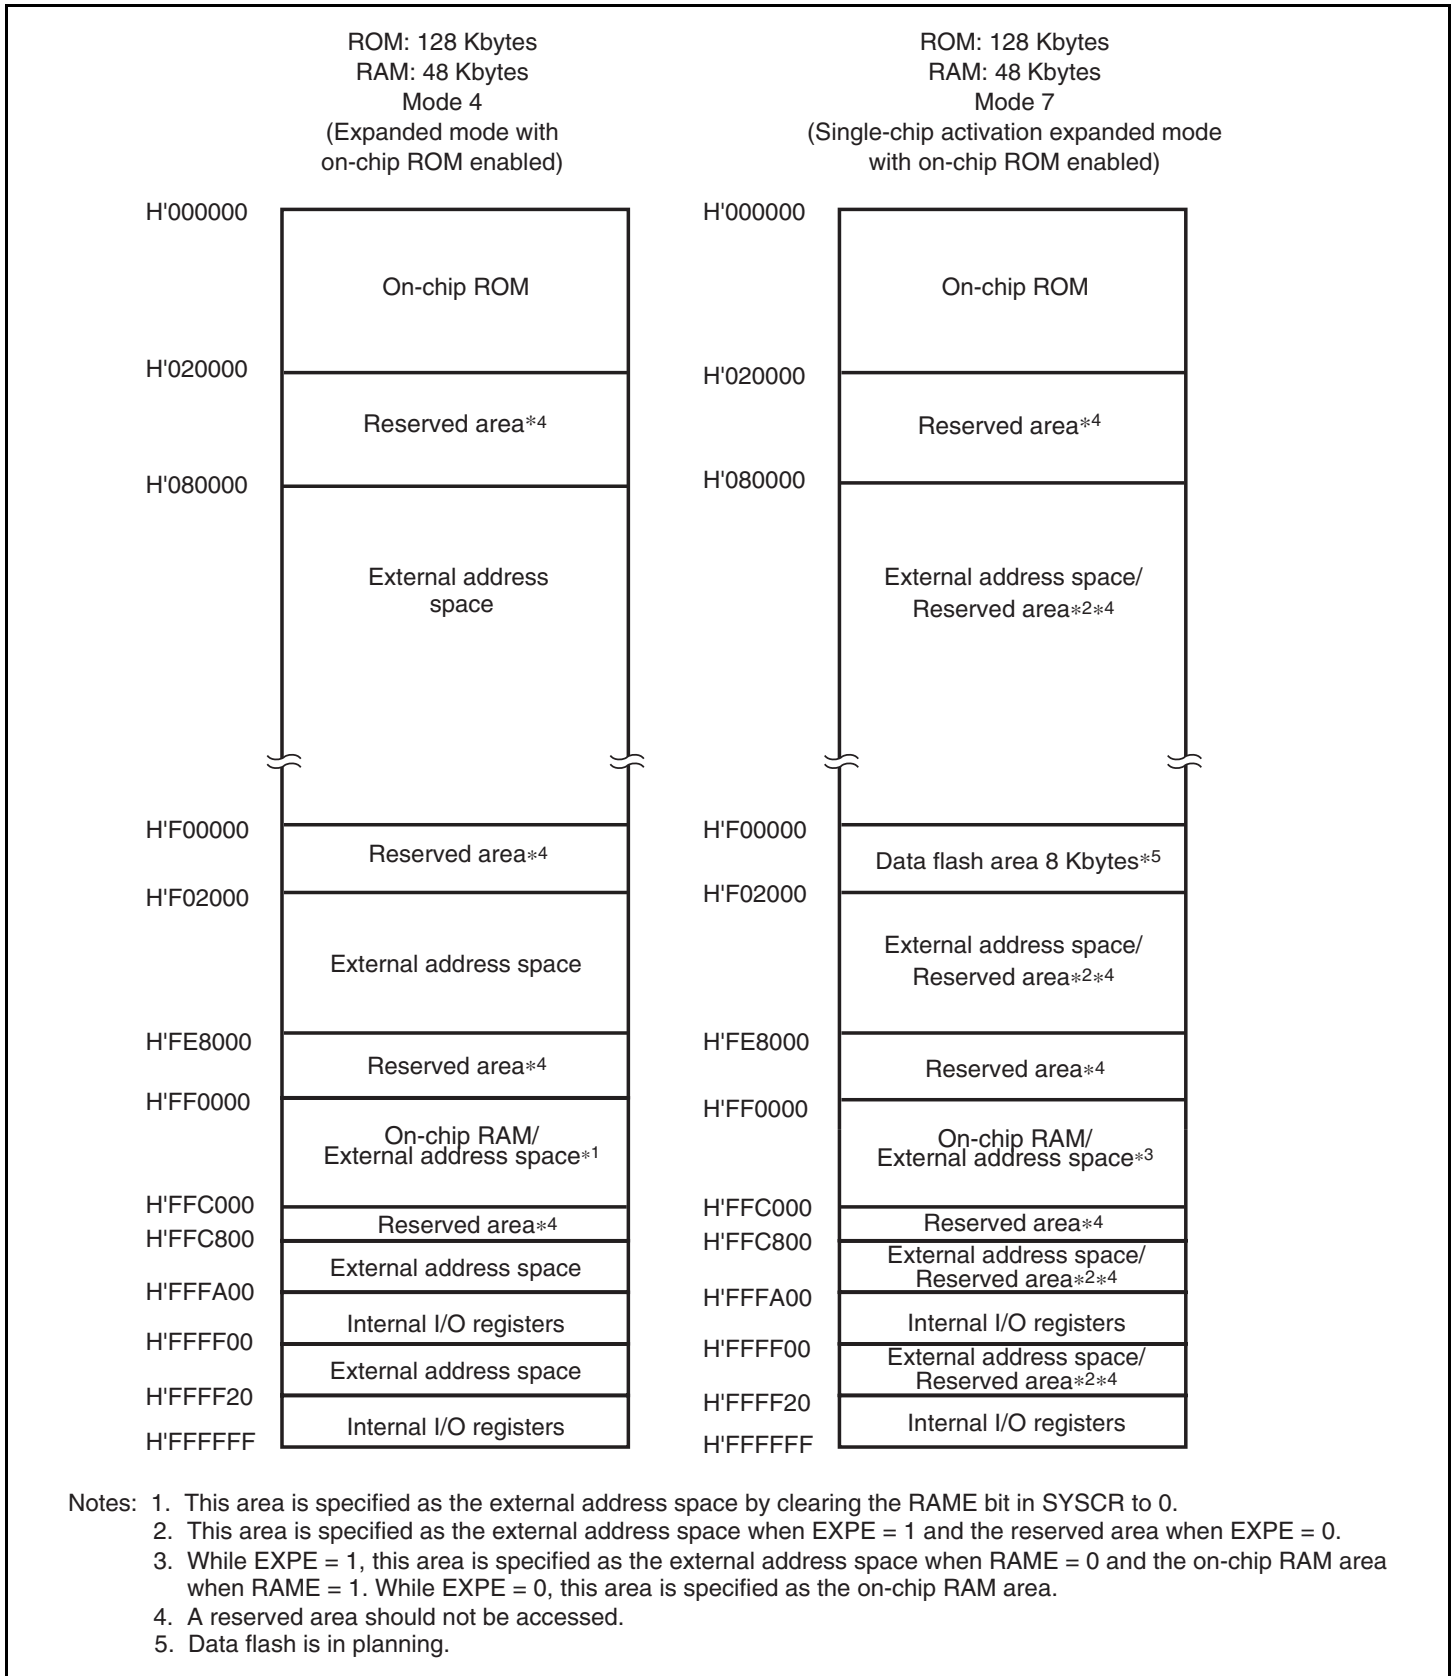 ROM: 128 Kbytes
RAM: 48 Kbytes
Mode 4
(Expanded mode with
on-chip ROM enabled)
H'000000
On-chip ROM
H'020000
Reserved area*4
H'080000
External address
space
H'F00000
Reserved area*4
H'F02000
External address space
H'FE8000
Reserved area*4
H'FF0000
On-chip RAM/
External address space*1
H'FFC000
Reserved area*4
H'FFC800
External address space
H'FFFA00
Internal I/O registers
H'FFFF00
External address space
H'FFFF20
Internal I/O registers
H'FFFFFF
ROM: 128 Kbytes
RAM: 48 Kbytes
Mode 7
(Single-chip activation expanded mode
with on-chip ROM enabled)
H'000000
On-chip ROM
H'020000
Reserved area*4
H'080000
External address space/
Reserved area*2*4
H'F00000
Data flash area 8 Kbytes*5
H'F02000
External address space/
Reserved area*2*4
H'FE8000
Reserved area*4
H'FF0000
On-chip RAM/
External address space*3
H'FFC000
Reserved area*4
H'FFC800
External address space/
Reserved area*2*4
H'FFFA00
Internal I/O registers
H'FFFF00
External address space/
Reserved area*2*4
H'FFFF20
Internal I/O registers
H'FFFFFF
Notes: 1. This area is specified as the external address space by clearing the RAME bit in SYSCR to 0.
2. This area is specified as the external address space when EXPE = 1 and the reserved area when EXPE = 0.
3. While EXPE = 1, this area is specified as the external address space when RAME = 0 and the on-chip RAM area
when RAME = 1. While EXPE = 0, this area is specified as the on-chip RAM area.
4. A reserved area should not be accessed.
5. Data flash is in planning.